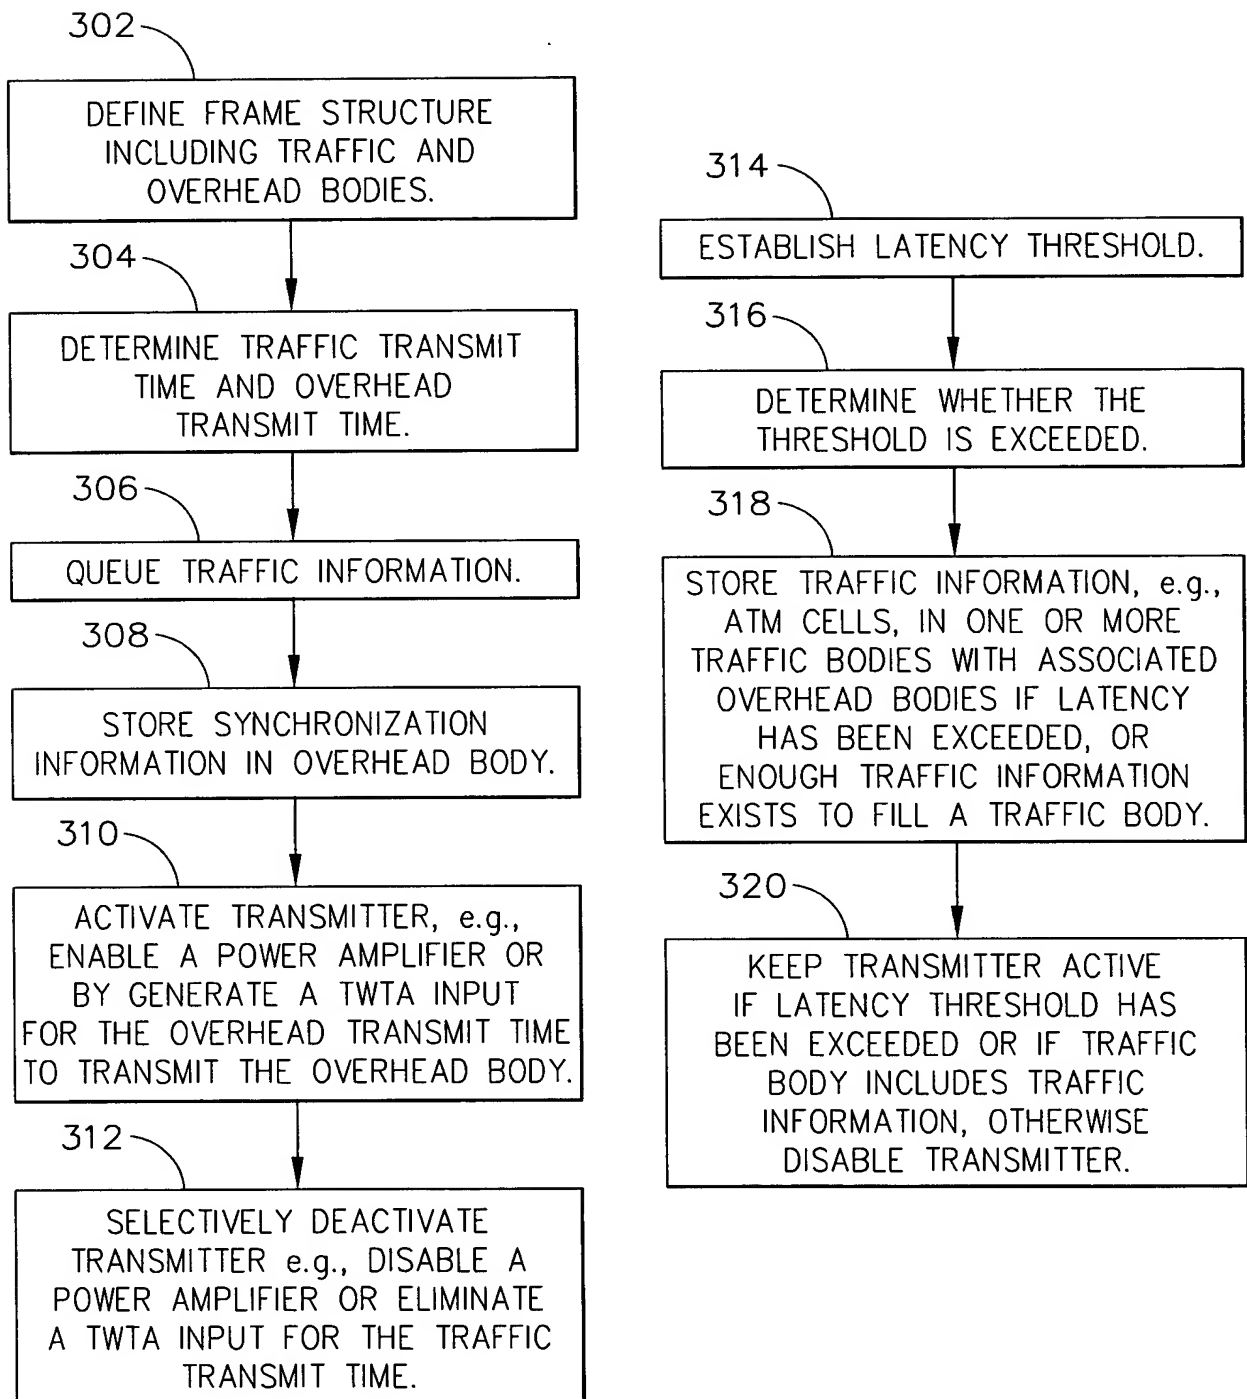 302
DEFINE FRAME STRUCTURE
INCLUDING TRAFFIC AND
OVERHEAD BODIES.
304
DETERMINE TRAFFIC TRANSMIT
TIME AND OVERHEAD
TRANSMIT TIME.
306
QUEUE TRAFFIC INFORMATION.
308
STORE SYNCHRONIZATION
INFORMATION IN OVERHEAD BODY.
310
ACTIVATE TRANSMITTER, e.g.,
ENABLE A POWER AMPLIFIER OR
BY GENERATE A TWTA INPUT
FOR THE OVERHEAD TRANSMIT TIME
TO TRANSMIT THE OVERHEAD BODY.
312
SELECTIVELY DEACTIVATE
TRANSMITTER e.g., DISABLE A
POWER AMPLIFIER OR ELIMINATE
A TWTA INPUT FOR THE TRAFFIC
TRANSMIT TIME.
314
ESTABLISH LATENCY THRESHOLD.
316
DETERMINE WHETHER THE
THRESHOLD IS EXCEEDED.
318
STORE TRAFFIC INFORMATION, e.g.,
ATM CELLS, IN ONE OR MORE
TRAFFIC BODIES WITH ASSOCIATED
OVERHEAD BODIES IF LATENCY
HAS BEEN EXCEEDED, OR
ENOUGH TRAFFIC INFORMATION
EXISTS TO FILL A TRAFFIC BODY.
320
KEEP TRANSMITTER ACTIVE
IF LATENCY THRESHOLD HAS
BEEN EXCEEDED OR IF TRAFFIC
BODY INCLUDES TRAFFIC
INFORMATION, OTHERWISE
DISABLE TRANSMITTER.